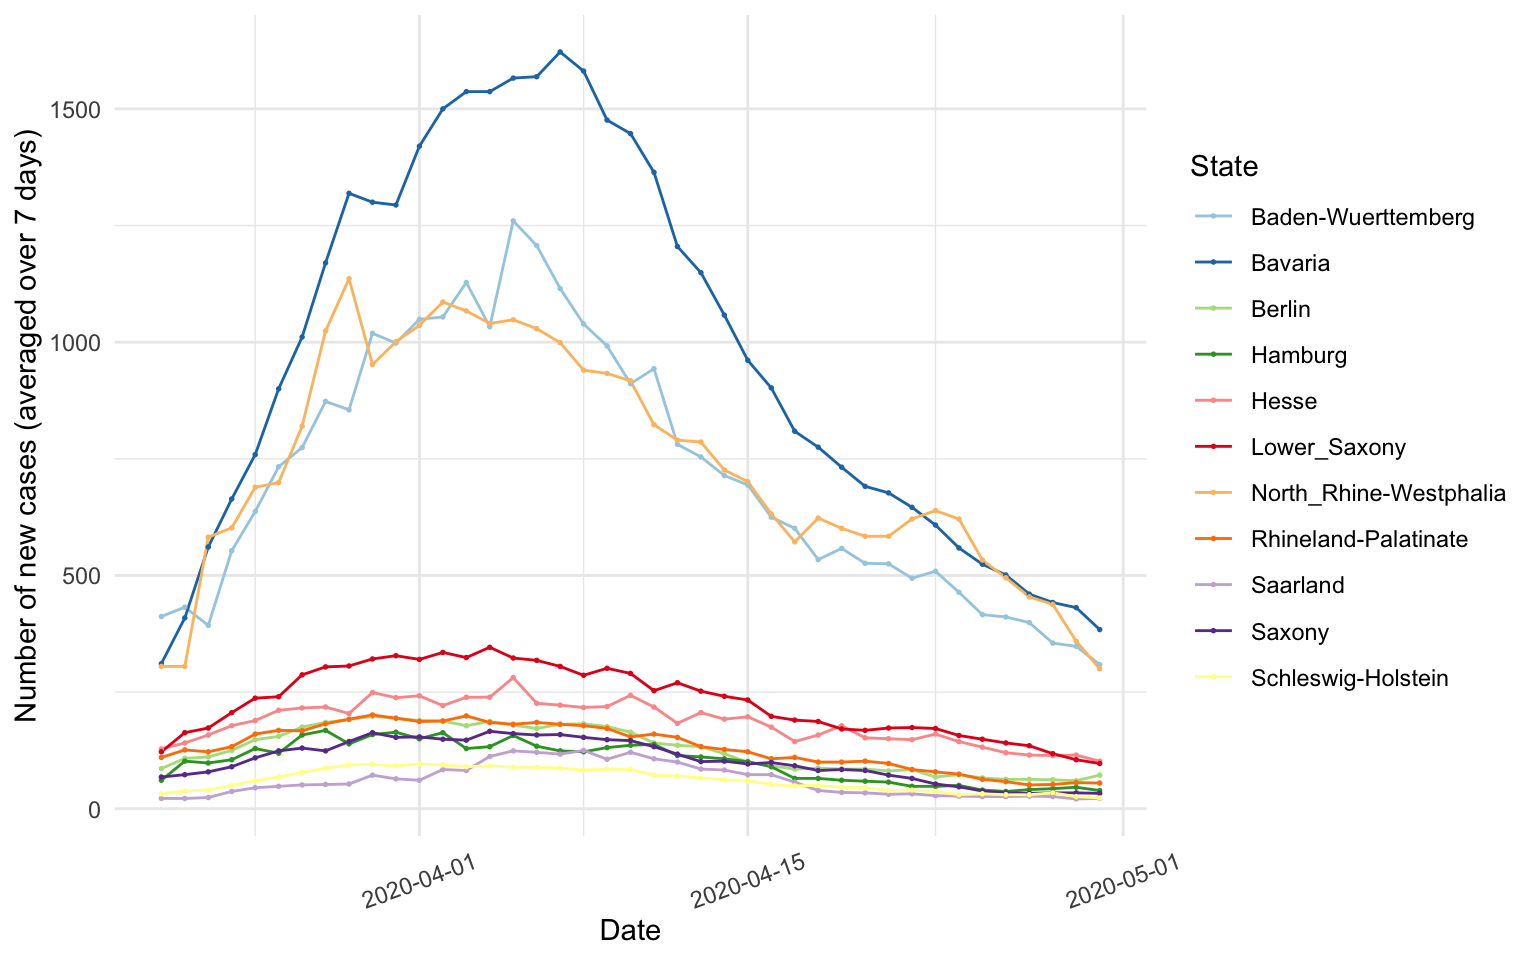 Number of new cases (averaged over 7 days)
1500
1000
500
0
2020-04-01
2020-04-15
2020-05-01
Date
State
Baden-Wuerttemberg
Bavaria
Berlin
Hamburg
Hesse
Lower_Saxony
North_Rhine-Westphalia
Rhineland-Palatinate
Saarland
Saxony
Schleswig-Holstein